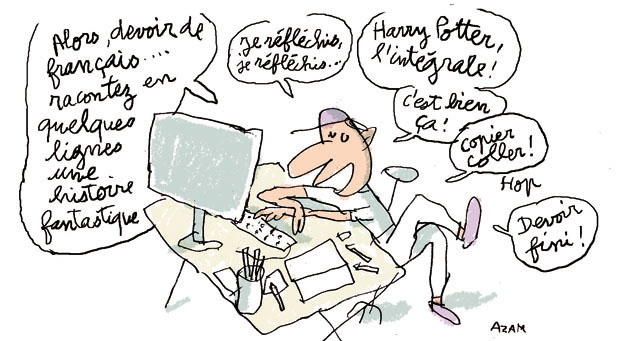 Alors, devoir de
français....
racontez en
quelques
lignes
une
histoire
fantastique
je réfléchis,
je réfléchis...
Harry Potter,
l'intégrale!
c'est bien
ça!
copier
coller!
Hop
Devoir
fini!
AZAM